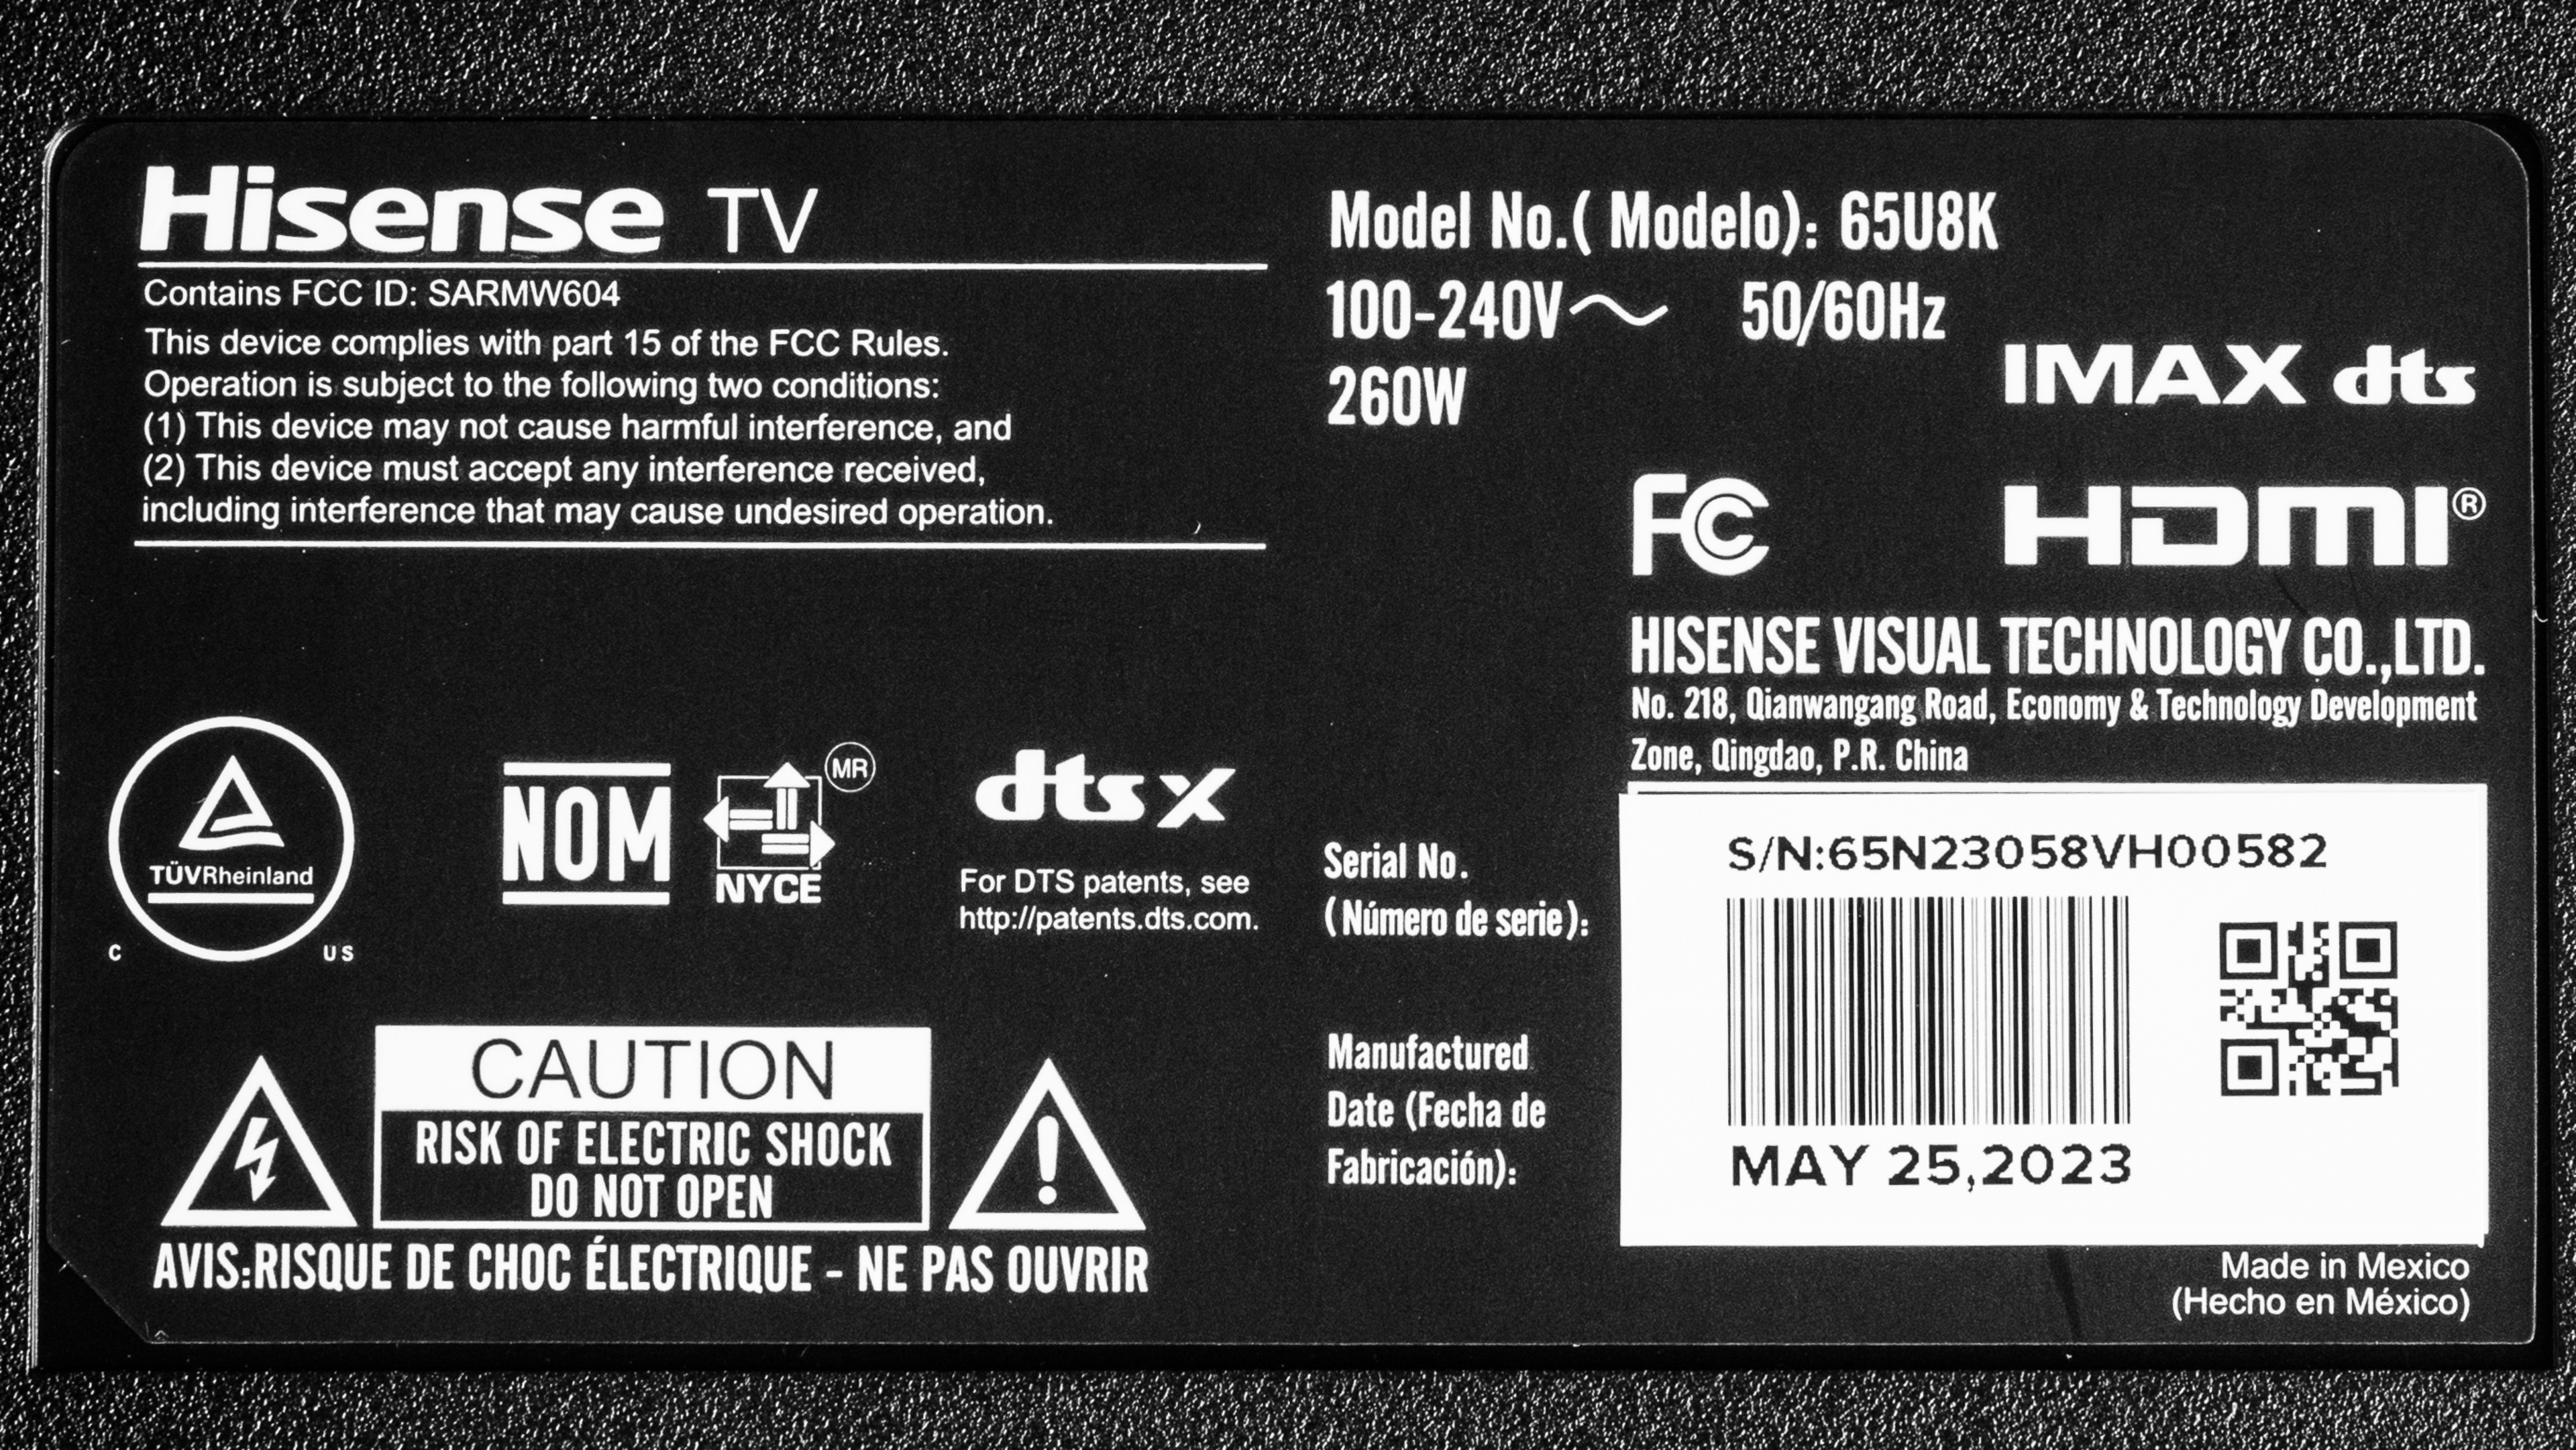 Hisense TV
Contains FCC ID: SARMW604
This device complies with part 15 of the FCC Rules.
Operation is subject to the following two conditions:
(1) This device may not cause harmful interference, and
(2) This device must accept any interference received,
including interference that may cause undesired operation.
TÜVRheinland
C US
NOM
MR
NYCE
dts x
For DTS patents, see
http://patents.dts.com.
CAUTION
RISK OF ELECTRIC SHOCK
DO NOT OPEN
AVIS:RISQUE DE CHOC ÉLECTRIQUE - NE PAS OUVRIR
Model No.( Modelo): 65U8K
100-240V～ 50/60Hz
260W
IMAX dts
FC HDMI®
HISENSE VISUAL TECHNOLOGY CO.,LTD.
No. 218, Qianwangang Road, Economy & Technology Development
Zone, Qingdao, P.R. China
Serial No.
(Número de serie):
S/N:65N23058VH00582
Manufactured
Date (Fecha de
Fabricación):
MAY 25,2023
Made in Mexico
(Hecho en México)